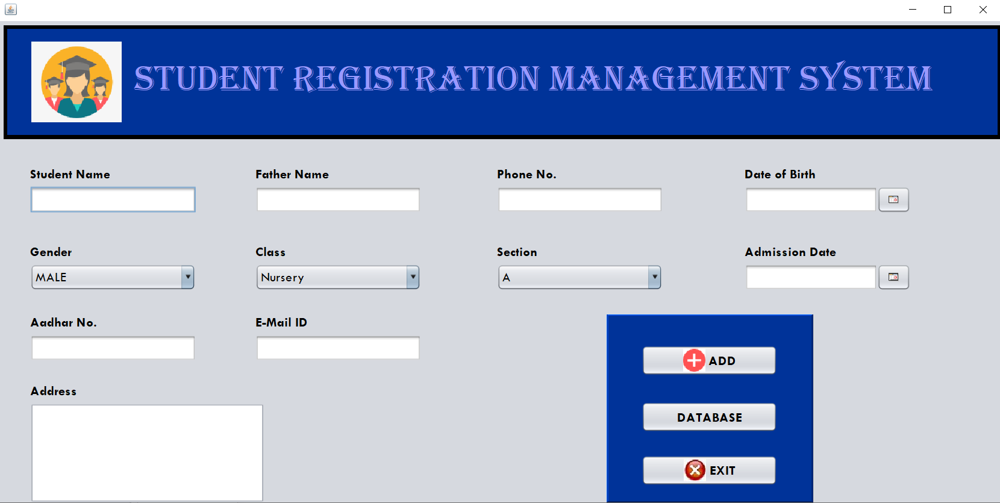 STUDENT REGISTRATION MANAGEMENT SYSTEM
Student Name
Father Name
Phone No.
Date of Birth
Gender
Class
Section
Admission Date
MALE
Nursery
A
Aadhar No.
E-Mail ID
ADD
Address
DATABASE
EXIT